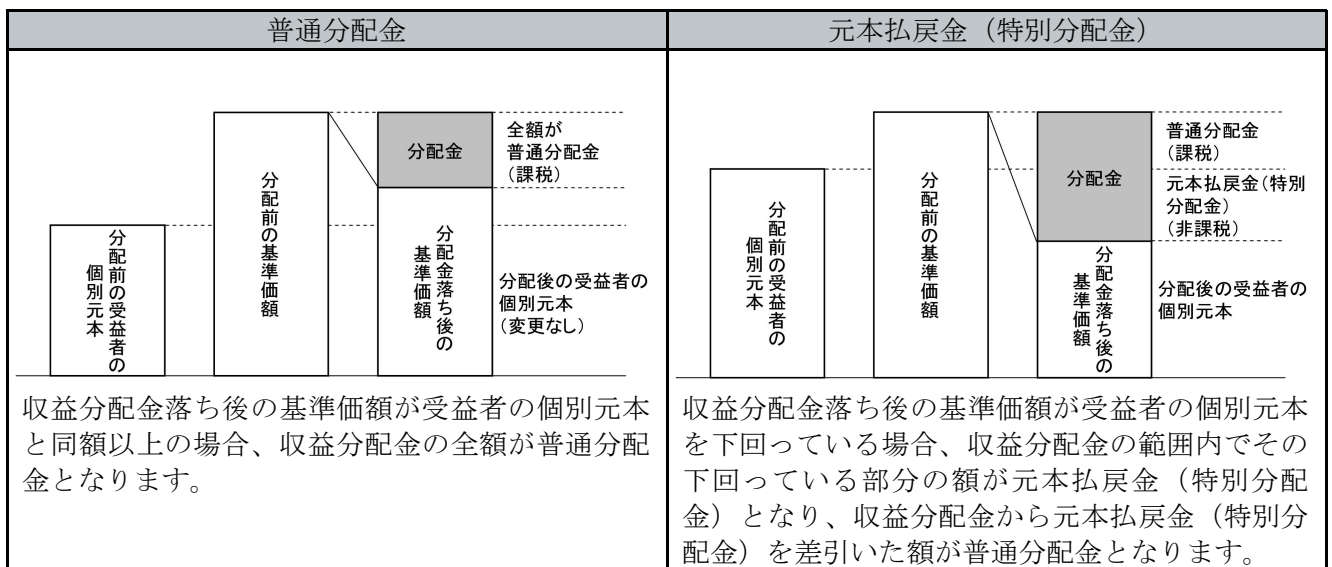 普通分配金
分配前の受益者の
個別元本
分配前の基準価額
分配金
分配金落ち後の
基準価額
全額が
普通分配金
(課税)
分配後の受益者の
個別元本
(変更なし)
収益分配金落ち後の基準価額が受益者の個別元本
と同額以上の場合、収益分配金の全額が普通分配
金となります。
元本払戻金（特別分配金）
分配前の受益者の
個別元本
分配前の基準価額
分配金
分配金落ち後の
基準価額
普通分配金
(課税)
元本払戻金(特別
分配金)
(非課税)
分配後の受益者の
個別元本
収益分配金落ち後の基準価額が受益者の個別元本
を下回っている場合、収益分配金の範囲内でその
下回っている部分の額が元本払戻金（特別分配
金）となり、収益分配金から元本払戻金（特別分
配金）を差引いた額が普通分配金となります。